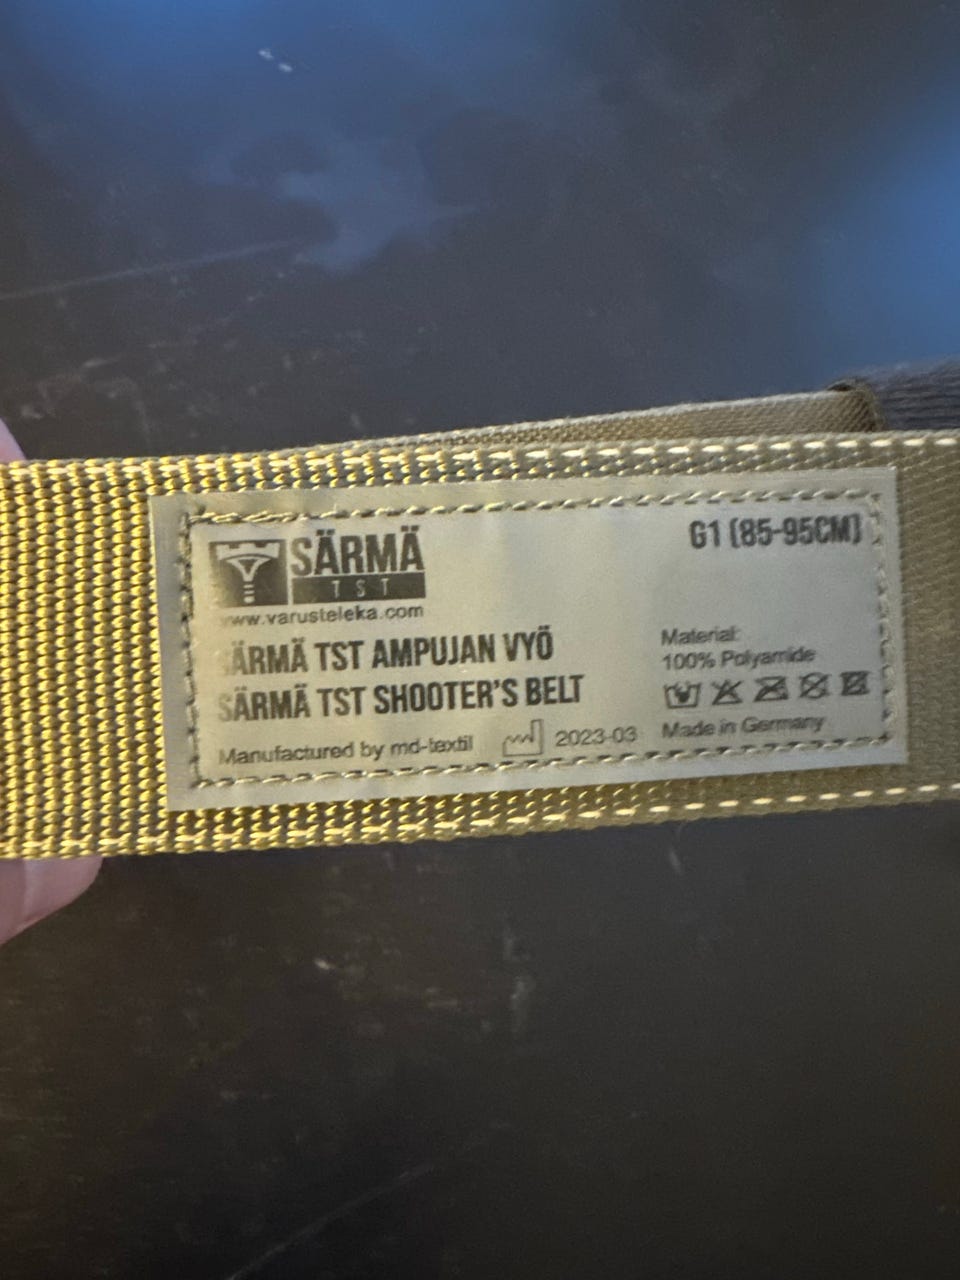 SÄRMÄ
TST
www.varusteleka.com
G1 (85-95CM)
SÄRMÄ TST AMPUJAN VYÖ
SÄRMÄ TST SHOOTER'S BELT
Manufactured by md-textil
2023-03
Material:
100% Polyamide
Made in Germany